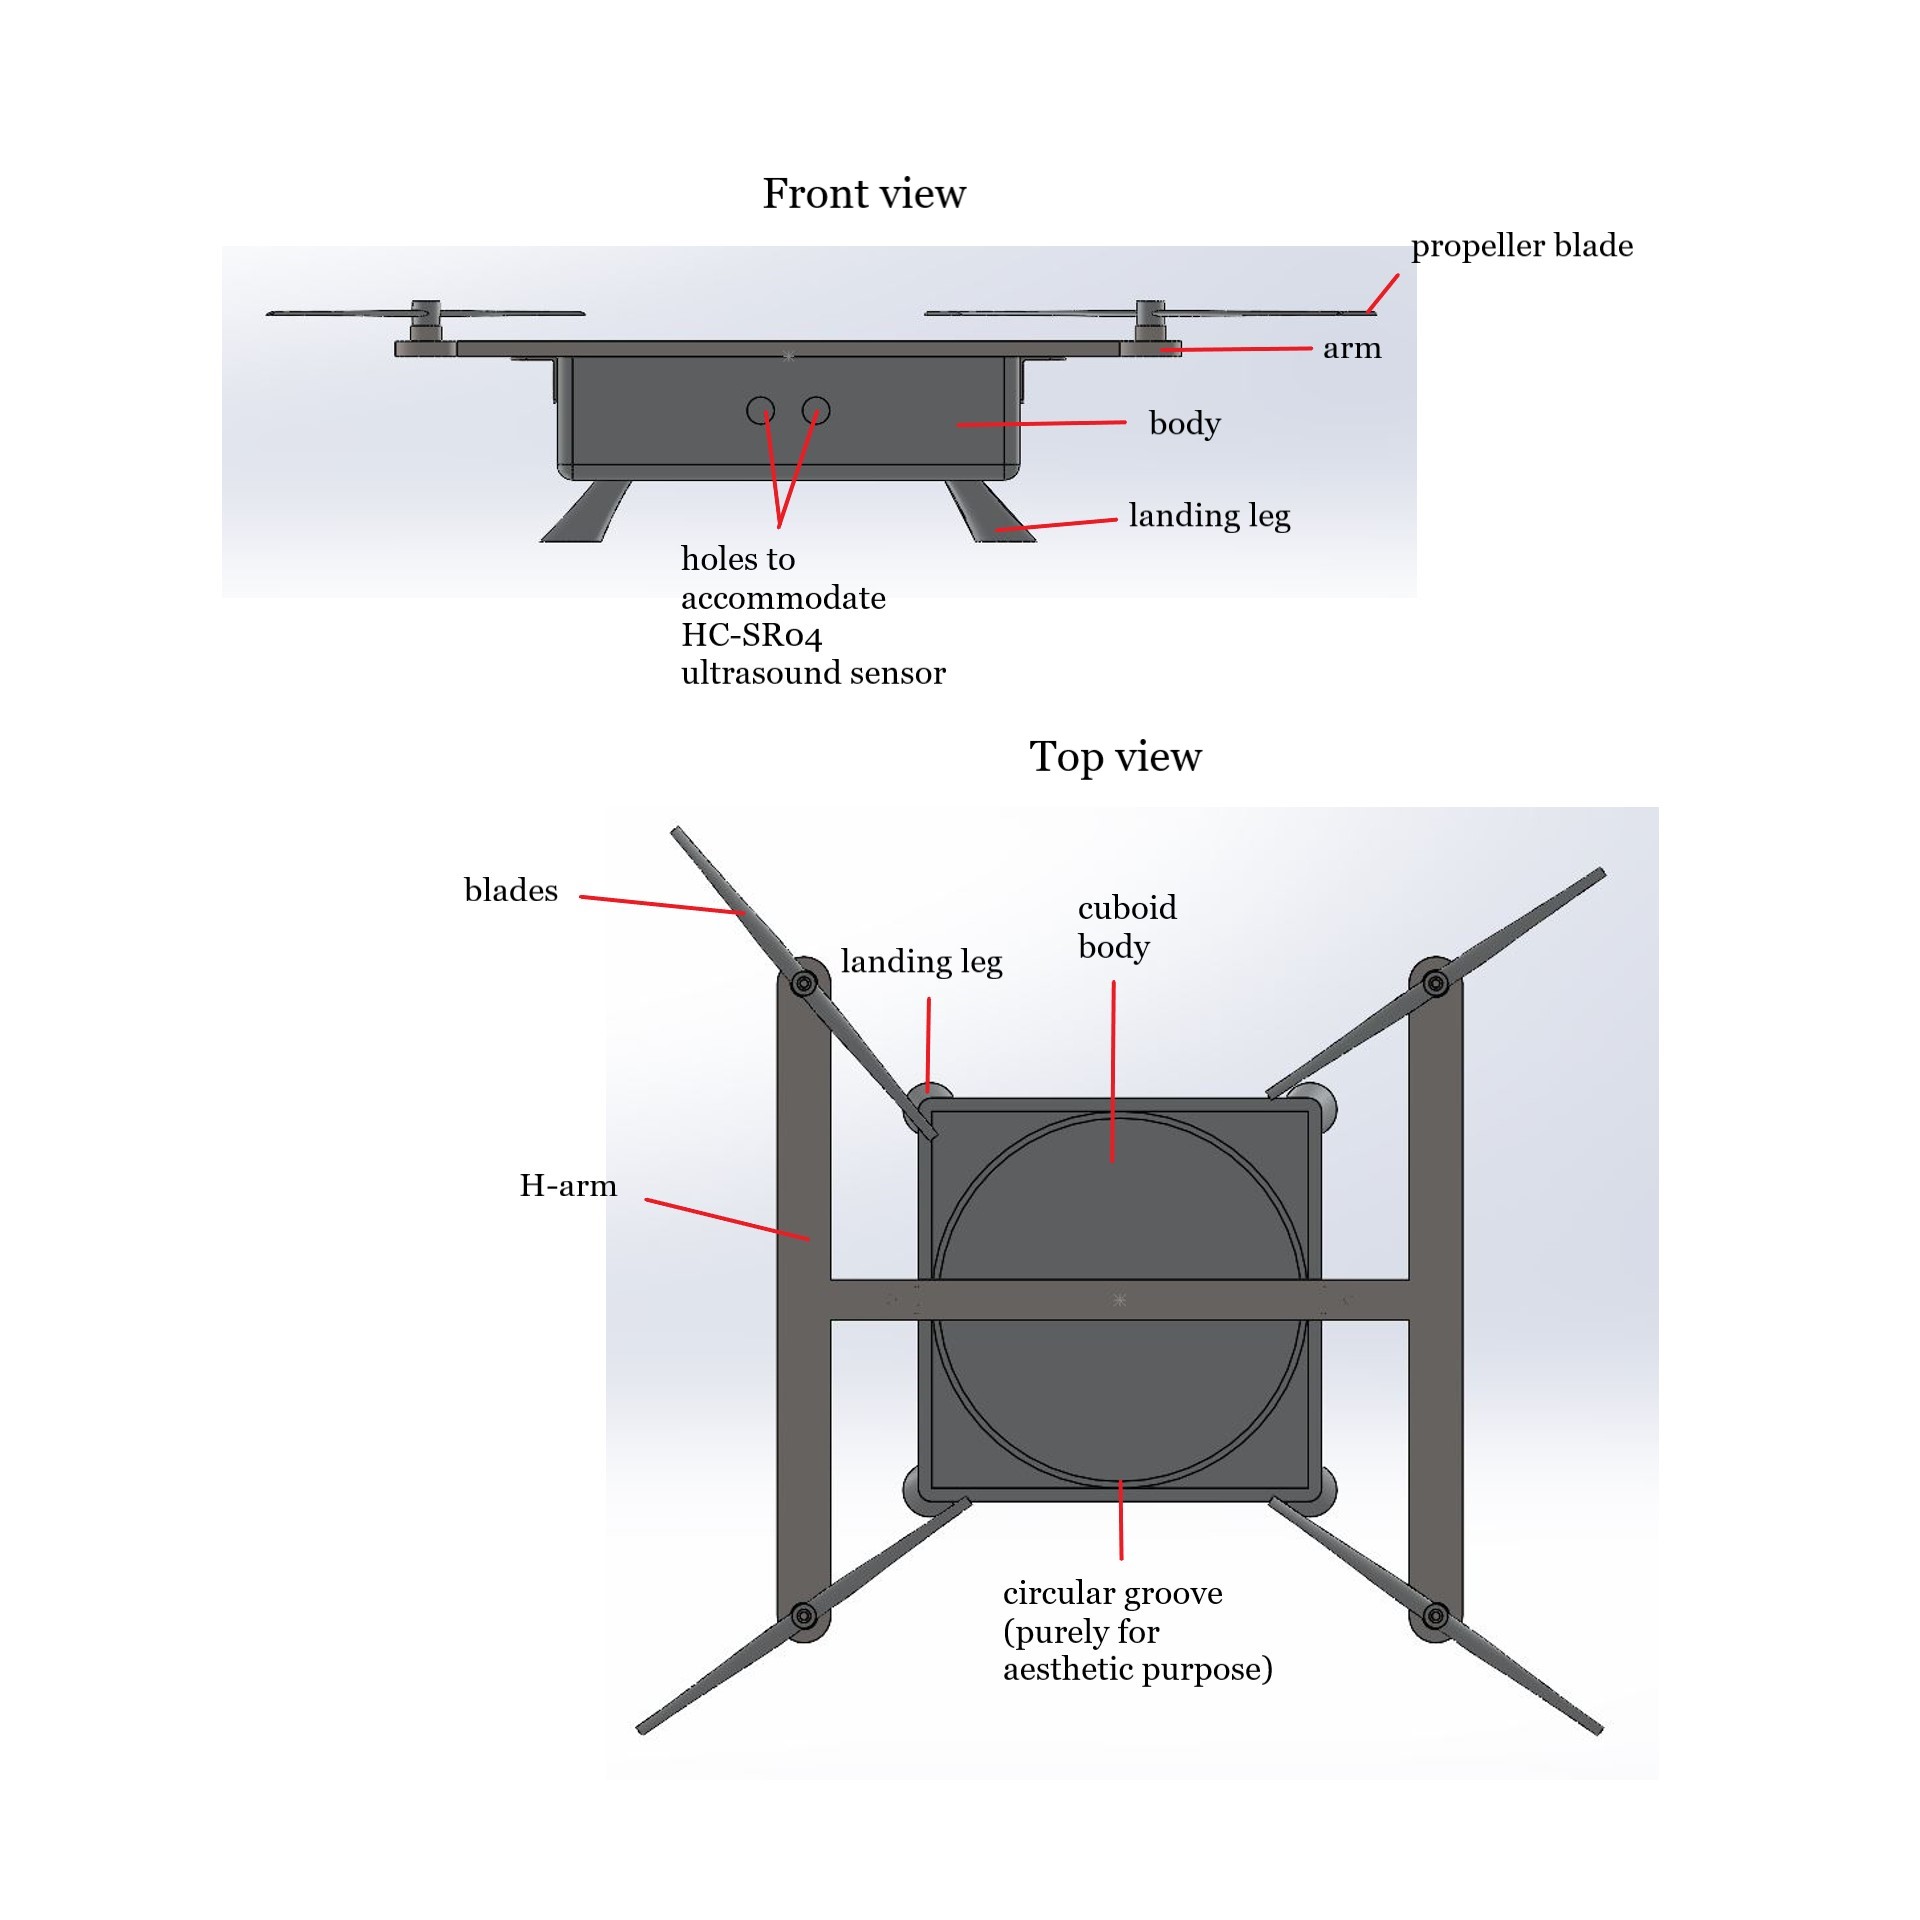 Front view
propeller blade
arm
body
landing leg
holes to
accommodate
HC-SR04
ultrasound sensor
Top view
blades
cuboid
body
landing leg
H-arm
circular groove
(purely for
aesthetic purpose)